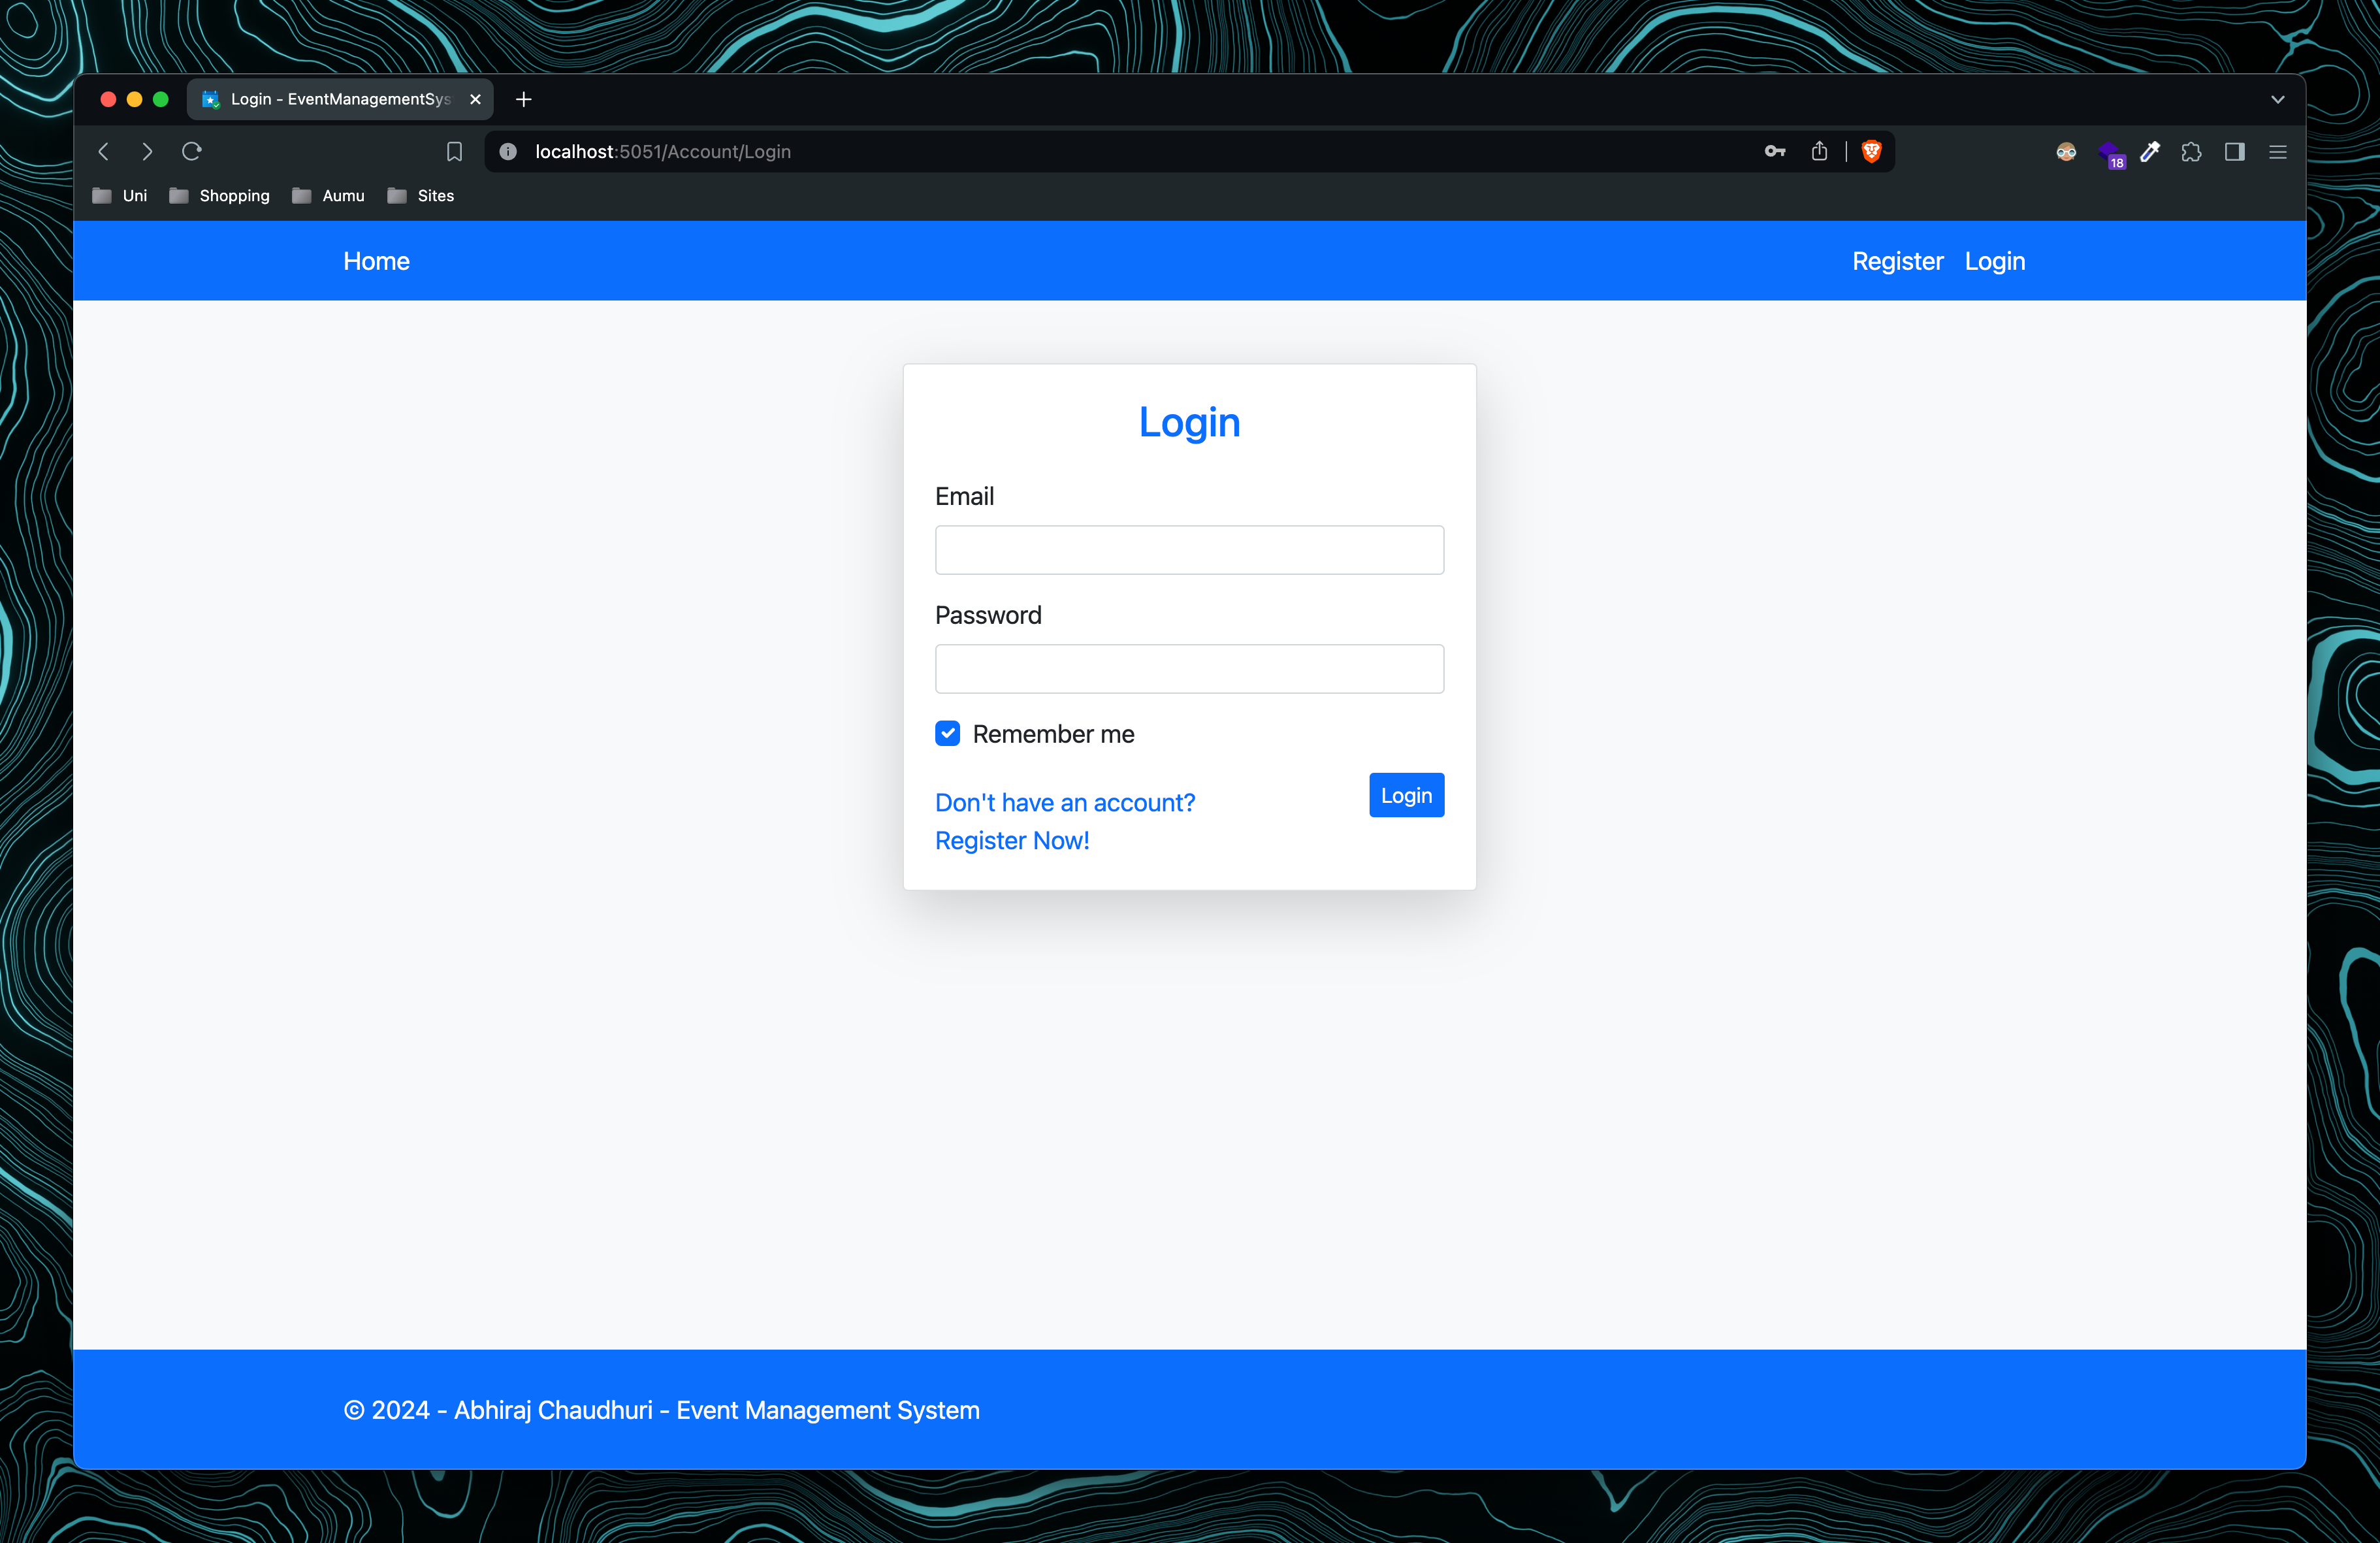 Login - EventManagementSys
localhost:5051/Account/Login
18
Uni Shopping Aumu Sites
Home Register Login
Login
Email
Password
Remember me
Don't have an account?
Register Now!
Login
© 2024 - Abhiraj Chaudhuri - Event Management System